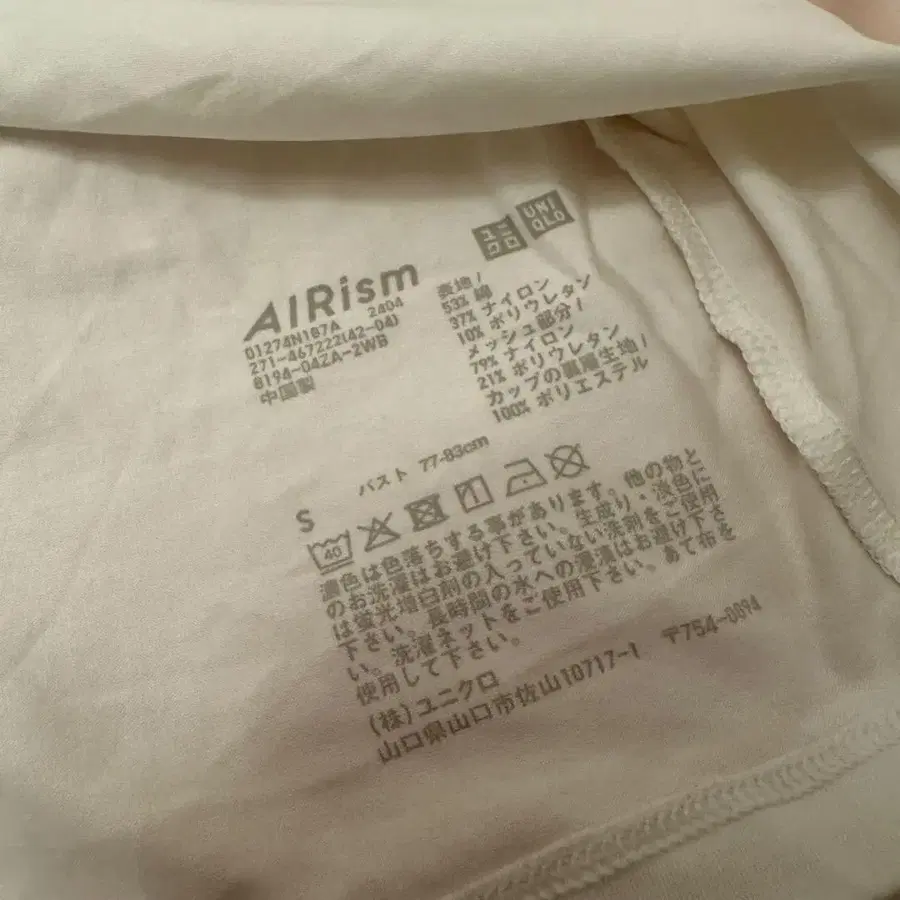 ユニクロ
UNIQLO
AIRism
01274N187A 2404
271-467222(42-04)
8194-04ZA-2WB
中国製
表地/
53% 綿
37% ナイロン
10% ポリウレタン
メッシュ部分/
79% ナイロン
21% ポリウレタン
カップの裏層生地/
100% ポリエステル
S バスト 77-83cm
40
濃色は色落ちする事があります。他の物と
のお洗濯はお避け下さい。生成り・淡色に
は蛍光増白剤の入っていない洗剤をご使用
下さい。長時間の水への浸漬はお避け下さ
い。洗濯ネットをご使用下さい。あて布を
使用して下さい。
(株)ユニクロ
山口県山口市佐山10717-1 〒754-0894